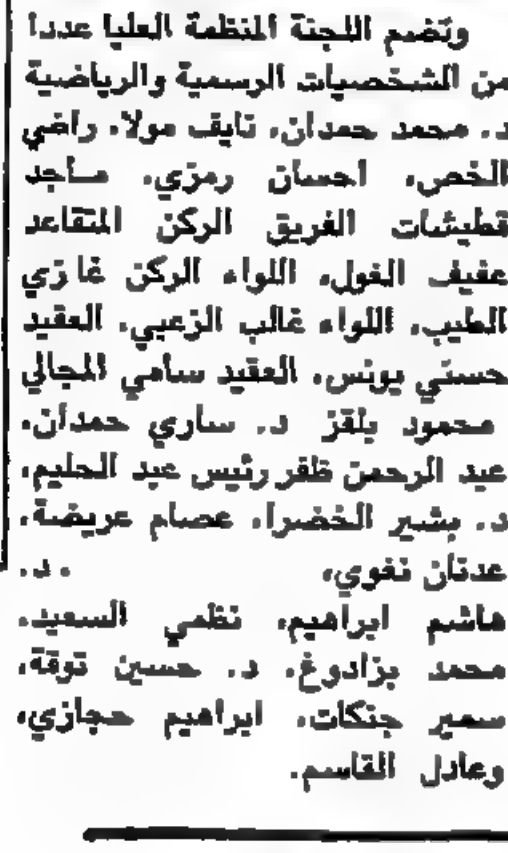 وتضم اللجنة المنظمة العليا عددا
من الشخصيات الرسمية والرياضية
د. محمد حمدان، نايف مولا، راضي
الخص، احسان رمزي، ماجد
قطيشات الفريق الركن المتقاعد
عفيف الغول، اللواء الركن غازي
الطيب، اللواء غالب الزعبي، العقيد
حسني يونس، العقيد سامي المجالي
محمود بلقز د. ساري حمدان،
عبد الرحمن ظفر رئيس عبد الحليم،
د. بشير الخضرا، عصام عريضة،
عدنان نغوي، .د.
هاشم ابراهيم، نظمي السعيد،
محمد بزادوغ، د. حسين توقة،
سمير جنكات، ابراهيم حجازي،
وعادل القاسم.